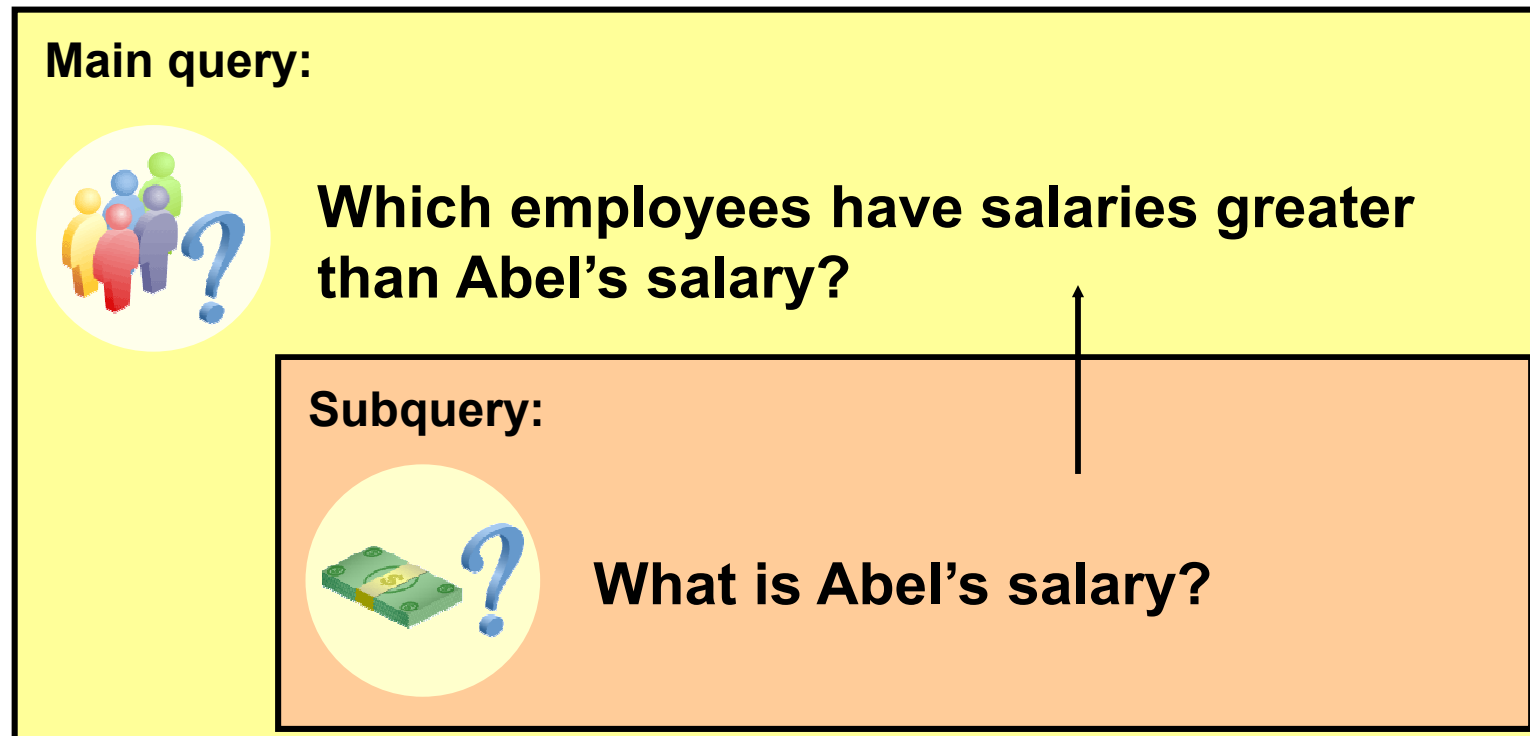 Main query:
Which employees have salaries greater
than Abel’s salary?
Subquery:
What is Abel’s salary?